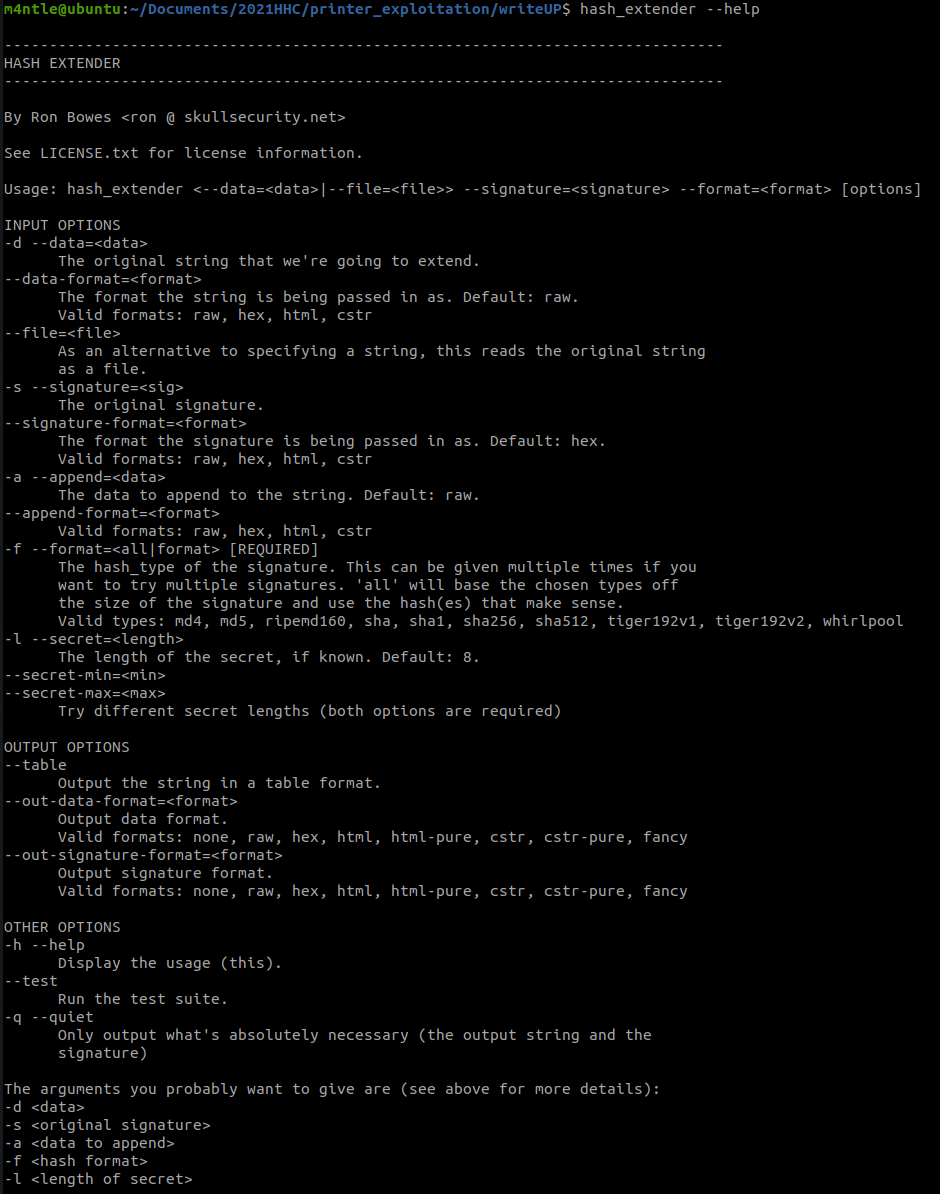 m4ntle@ubuntu:~/Documents/2021HHC/printer_exploitation/writeUP$ hash_extender --help
--------------------------------------------------------------------------------
HASH EXTENDER
--------------------------------------------------------------------------------
By Ron Bowes <ron @ skullsecurity.net>
See LICENSE.txt for license information.
Usage: hash_extender <--data=<data>|--file=<file>> --signature=<signature> --format=<format> [options]
INPUT OPTIONS
-d --data=<data>
      The original string that we're going to extend.
--data-format=<format>
      The format the string is being passed in as. Default: raw.
      Valid formats: raw, hex, html, cstr
--file=<file>
      As an alternative to specifying a string, this reads the original string
      as a file.
-s --signature=<sig>
      The original signature.
--signature-format=<format>
      The format the signature is being passed in as. Default: hex.
      Valid formats: raw, hex, html, cstr
-a --append=<data>
      The data to append to the string. Default: raw.
--append-format=<format>
      Valid formats: raw, hex, html, cstr
-f --format=<all|format> [REQUIRED]
      The hash_type of the signature. This can be given multiple times if you
      want to try multiple signatures. 'all' will base the chosen types off
      the size of the signature and use the hash(es) that make sense.
      Valid types: md4, md5, ripemd160, sha, sha1, sha256, sha512, tiger192v1, tiger192v2, whirlpool
-l --secret=<length>
      The length of the secret, if known. Default: 8.
--secret-min=<min>
--secret-max=<max>
      Try different secret lengths (both options are required)
OUTPUT OPTIONS
--table
      Output the string in a table format.
--out-data-format=<format>
      Output data format.
      Valid formats: none, raw, hex, html, html-pure, cstr, cstr-pure, fancy
--out-signature-format=<format>
      Output signature format.
      Valid formats: none, raw, hex, html, html-pure, cstr, cstr-pure, fancy
OTHER OPTIONS
-h --help
      Display the usage (this).
--test
      Run the test suite.
-q --quiet
      Only output what's absolutely necessary (the output string and the
      signature)
The arguments you probably want to give are (see above for more details):
-d <data>
-s <original signature>
-a <data to append>
-f <hash format>
-l <length of secret>